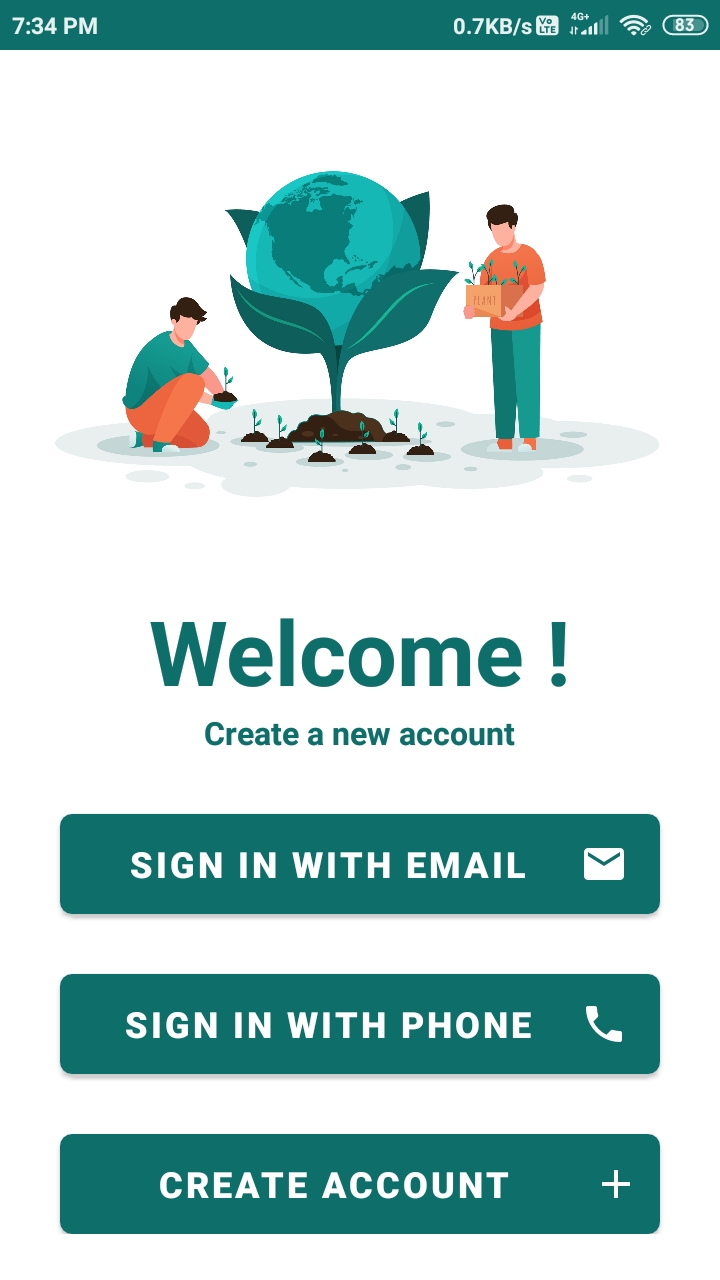 7:34 PM 0.7KB/s Vo LTE 4G+ 83
PLANT
Welcome !
Create a new account
SIGN IN WITH EMAIL
SIGN IN WITH PHONE
CREATE ACCOUNT